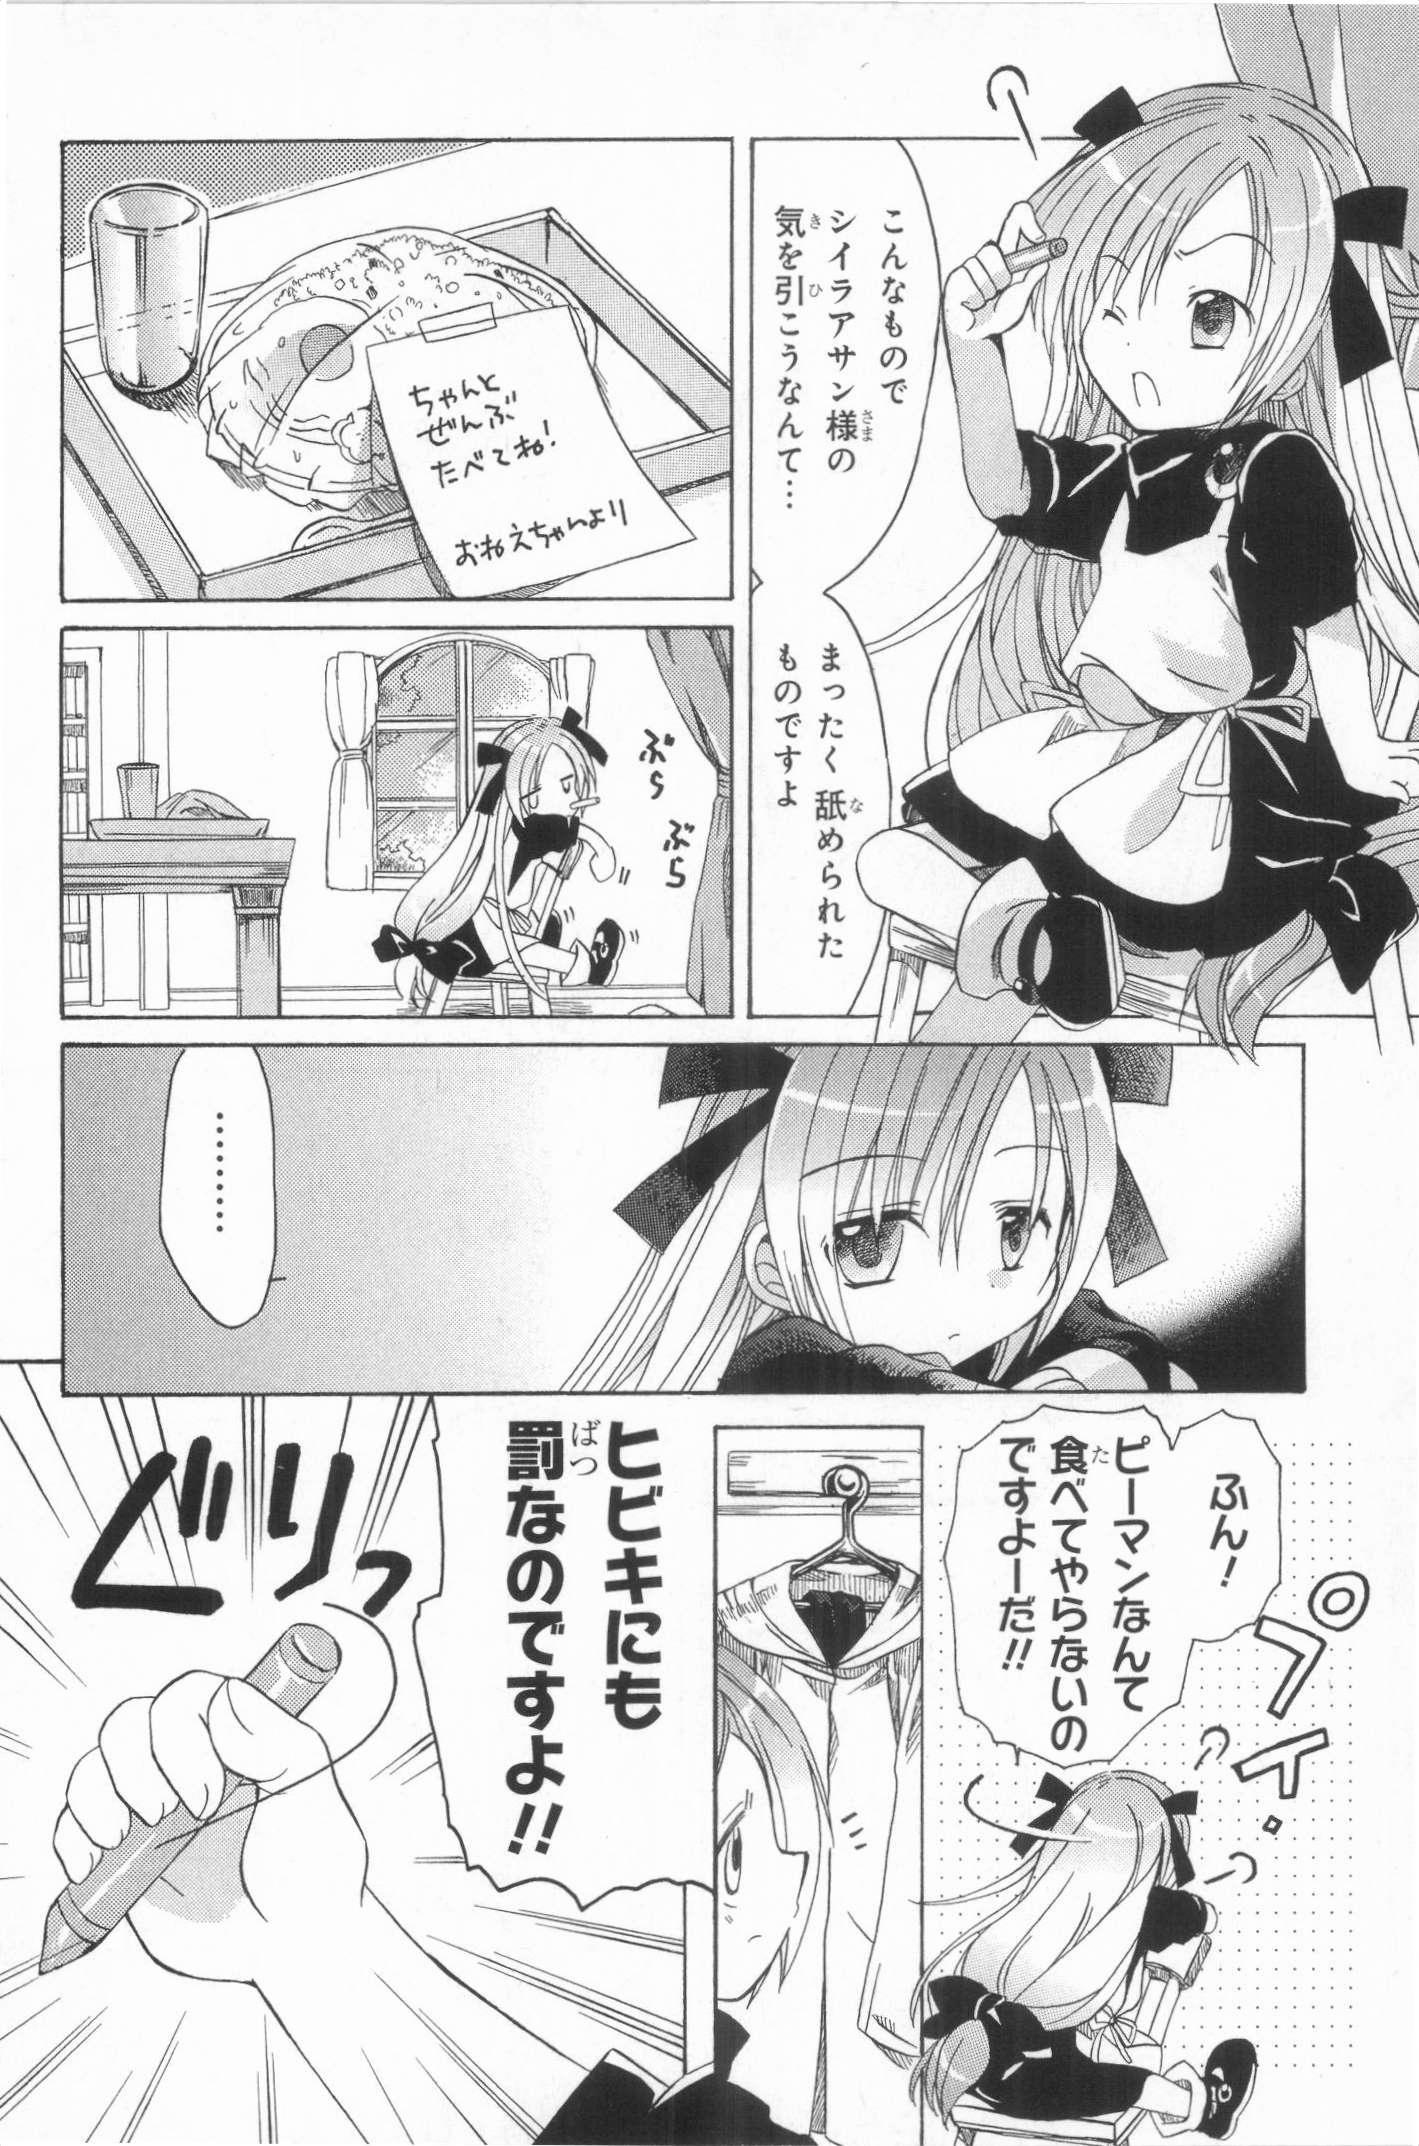 こんなもので
シイラアサン様の
気を引こうなんて…
まったく舐められた
ものですよ
ちゃんと
ぜんぶ
たべてね!
おねえちゃんより
ぶら
ぶら
………
ふん!
ピーマンなんて
食べてやらないの
ですよーだ!!
プイ。
ヒビキにも
罰なのですよ!!
ぐりっ